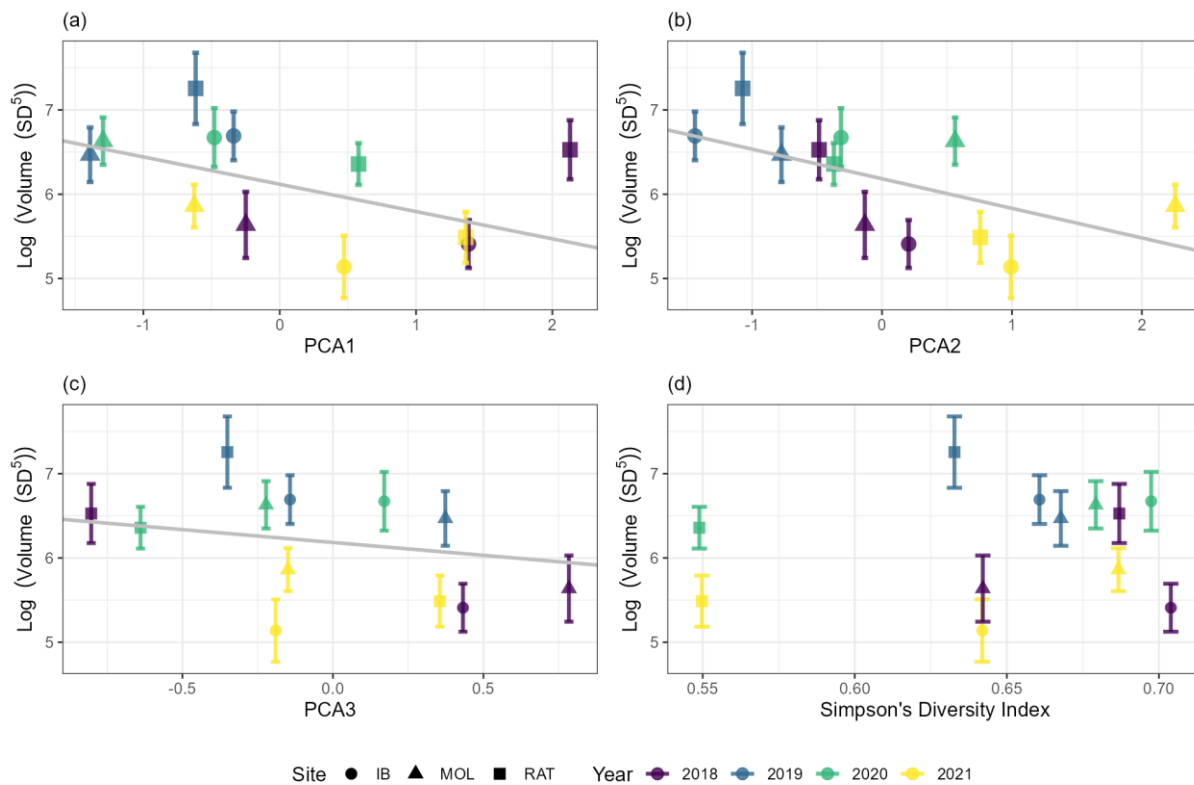 (a)
Log (Volume (SD⁵))
7
6
5
-1 0 1 2
PCA1
(b)
Log (Volume (SD⁵))
7
6
5
-1 0 1 2
PCA2
(c)
Log (Volume (SD⁵))
7
6
5
-0.5 0.0 0.5
PCA3
(d)
Log (Volume (SD⁵))
7
6
5
0.55 0.60 0.65 0.70
Simpson's Diversity Index
Site IB MOL RAT Year 2018 2019 2020 2021